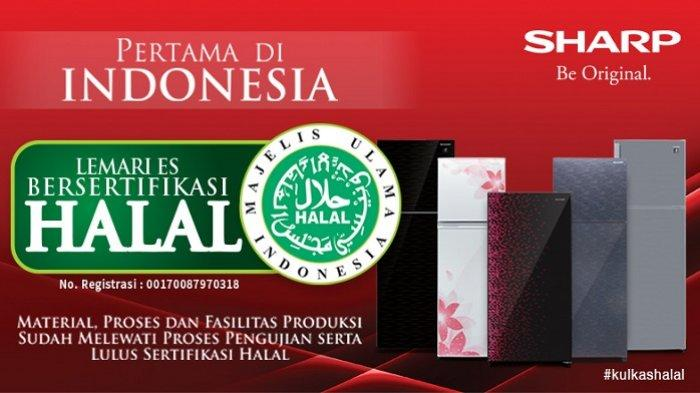 PERTAMA DI
INDONESIA
SHARP
Be Original.
LEMARI ES
BERSERTIFIKASI
HALAL
MAJELIS ULAMA
INDONESIA
حلال
HALAL
No. Registrasi : 00170087970318
MATERIAL, PROSES DAN FASILITAS PRODUKSI
SUDAH MELEWATI PROSES PENGUJIAN SERTA
LULUS SERTIFIKASI HALAL
#kulkashalal